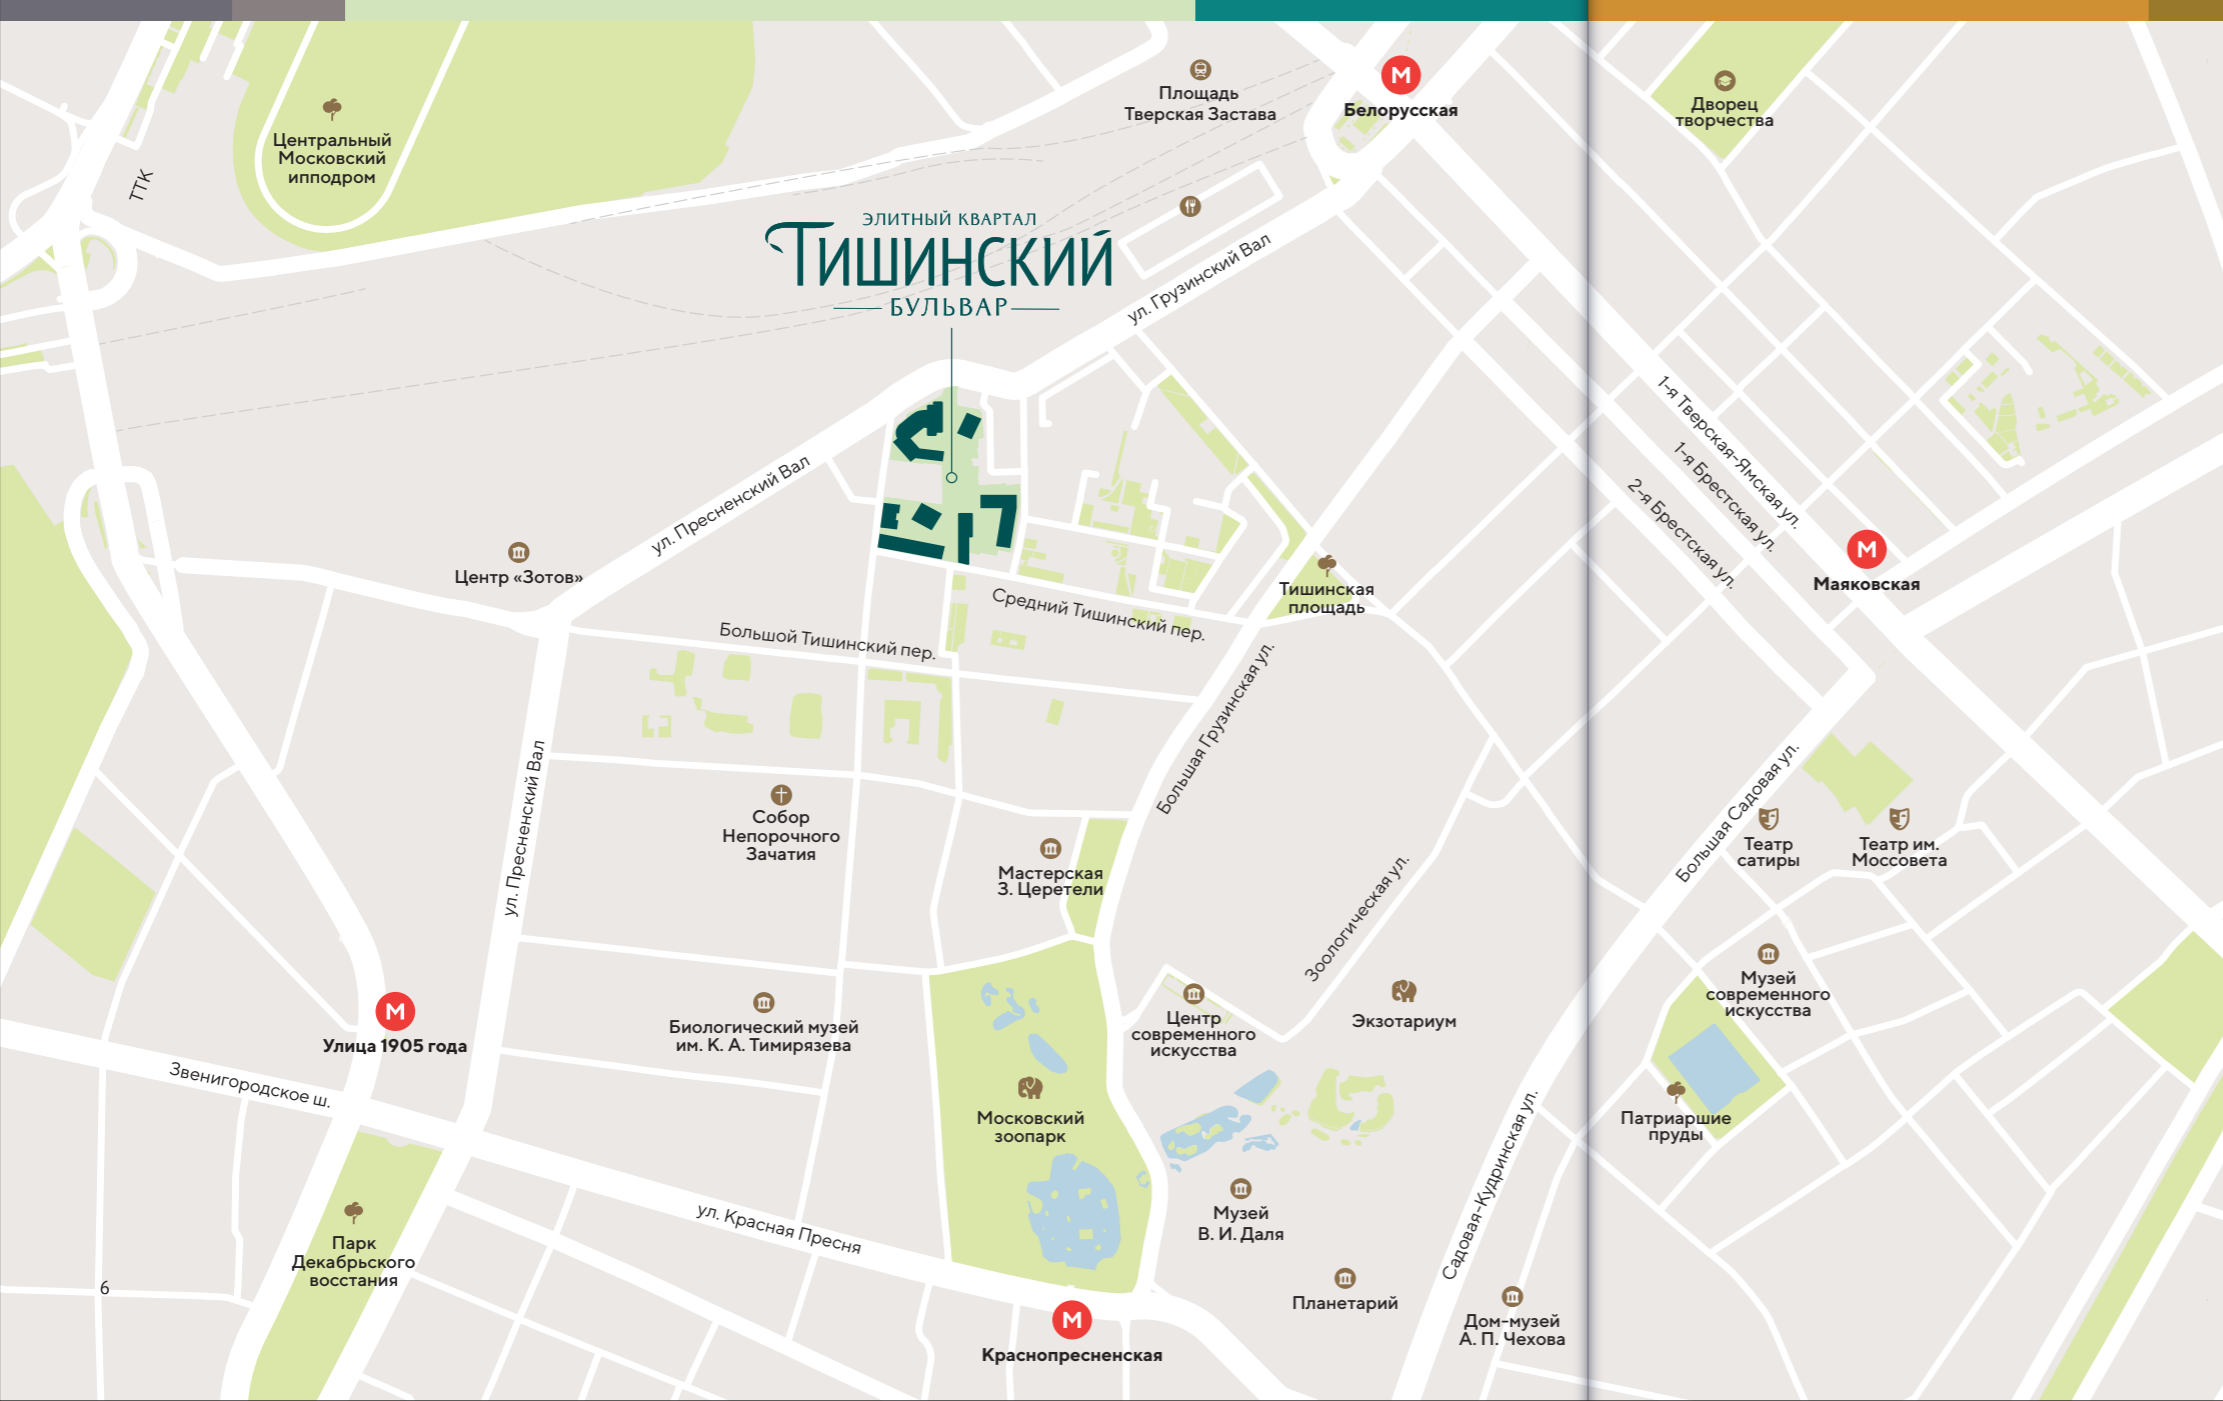 Площадь
Тверская Застава
М
Белорусская
Дворец
творчества
Центральный
Московский
ипподром
ТТК
ЭЛИТНЫЙ КВАРТАЛ
ТИШИНСКИЙ
БУЛЬВАР
ул. Грузинский Вал
1-я Тверская-Ямская ул.
1-я Брестская ул.
2-я Брестская ул.
ул. Пресненский Вал
Центр «Зотов»
М
Маяковская
Тишинская
площадь
Средний Тишинский пер.
Большой Тишинский пер.
Большая Грузинская ул.
ул. Пресненский Вал
Большая Садовая ул.
Собор
Непорочного
Зачатия
Мастерская
З. Церетели
Театр
сатиры
Театр им.
Моссовета
Зоологическая ул.
Музей
современного
искусства
М
Улица 1905 года
Биологический музей
им. К. А. Тимирязева
Центр
современного
искусства
Экзотариум
Звенигородское ш.
Московский
зоопарк
Патриаршие
пруды
Садовая-Кудринская ул.
Музей
В. И. Даля
ул. Красная Пресня
Парк
Декабрьского
восстания
6
Планетарий
Дом-музей
А. П. Чехова
М
Краснопресненская